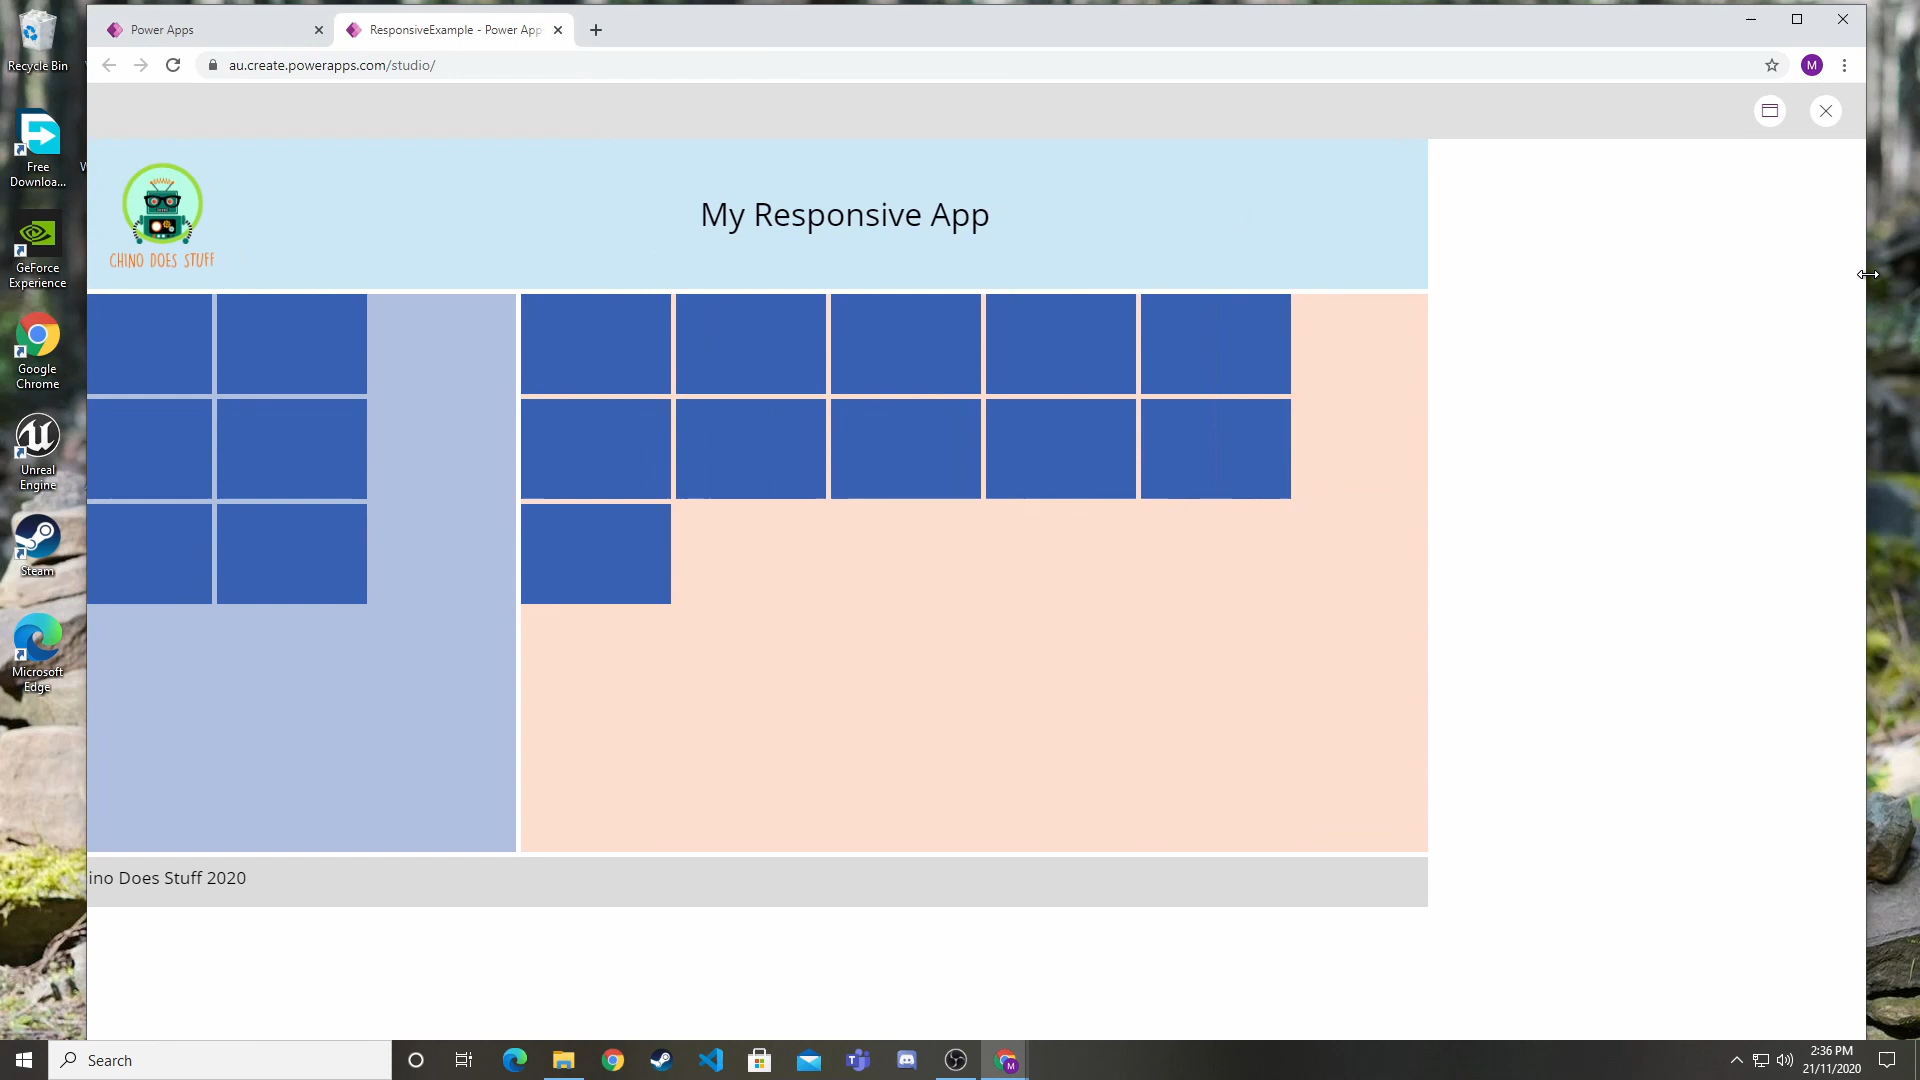 Power Apps
ResponsiveExample - Power App
au.create.powerapps.com/studio/
M
Recycle Bin
Free
Downloa...
GeForce
Experience
Google
Chrome
Unreal
Engine
Steam
Microsoft
Edge
CHINO DOES STUFF
My Responsive App
ino Does Stuff 2020
Search
M
2:36 PM
21/11/2020